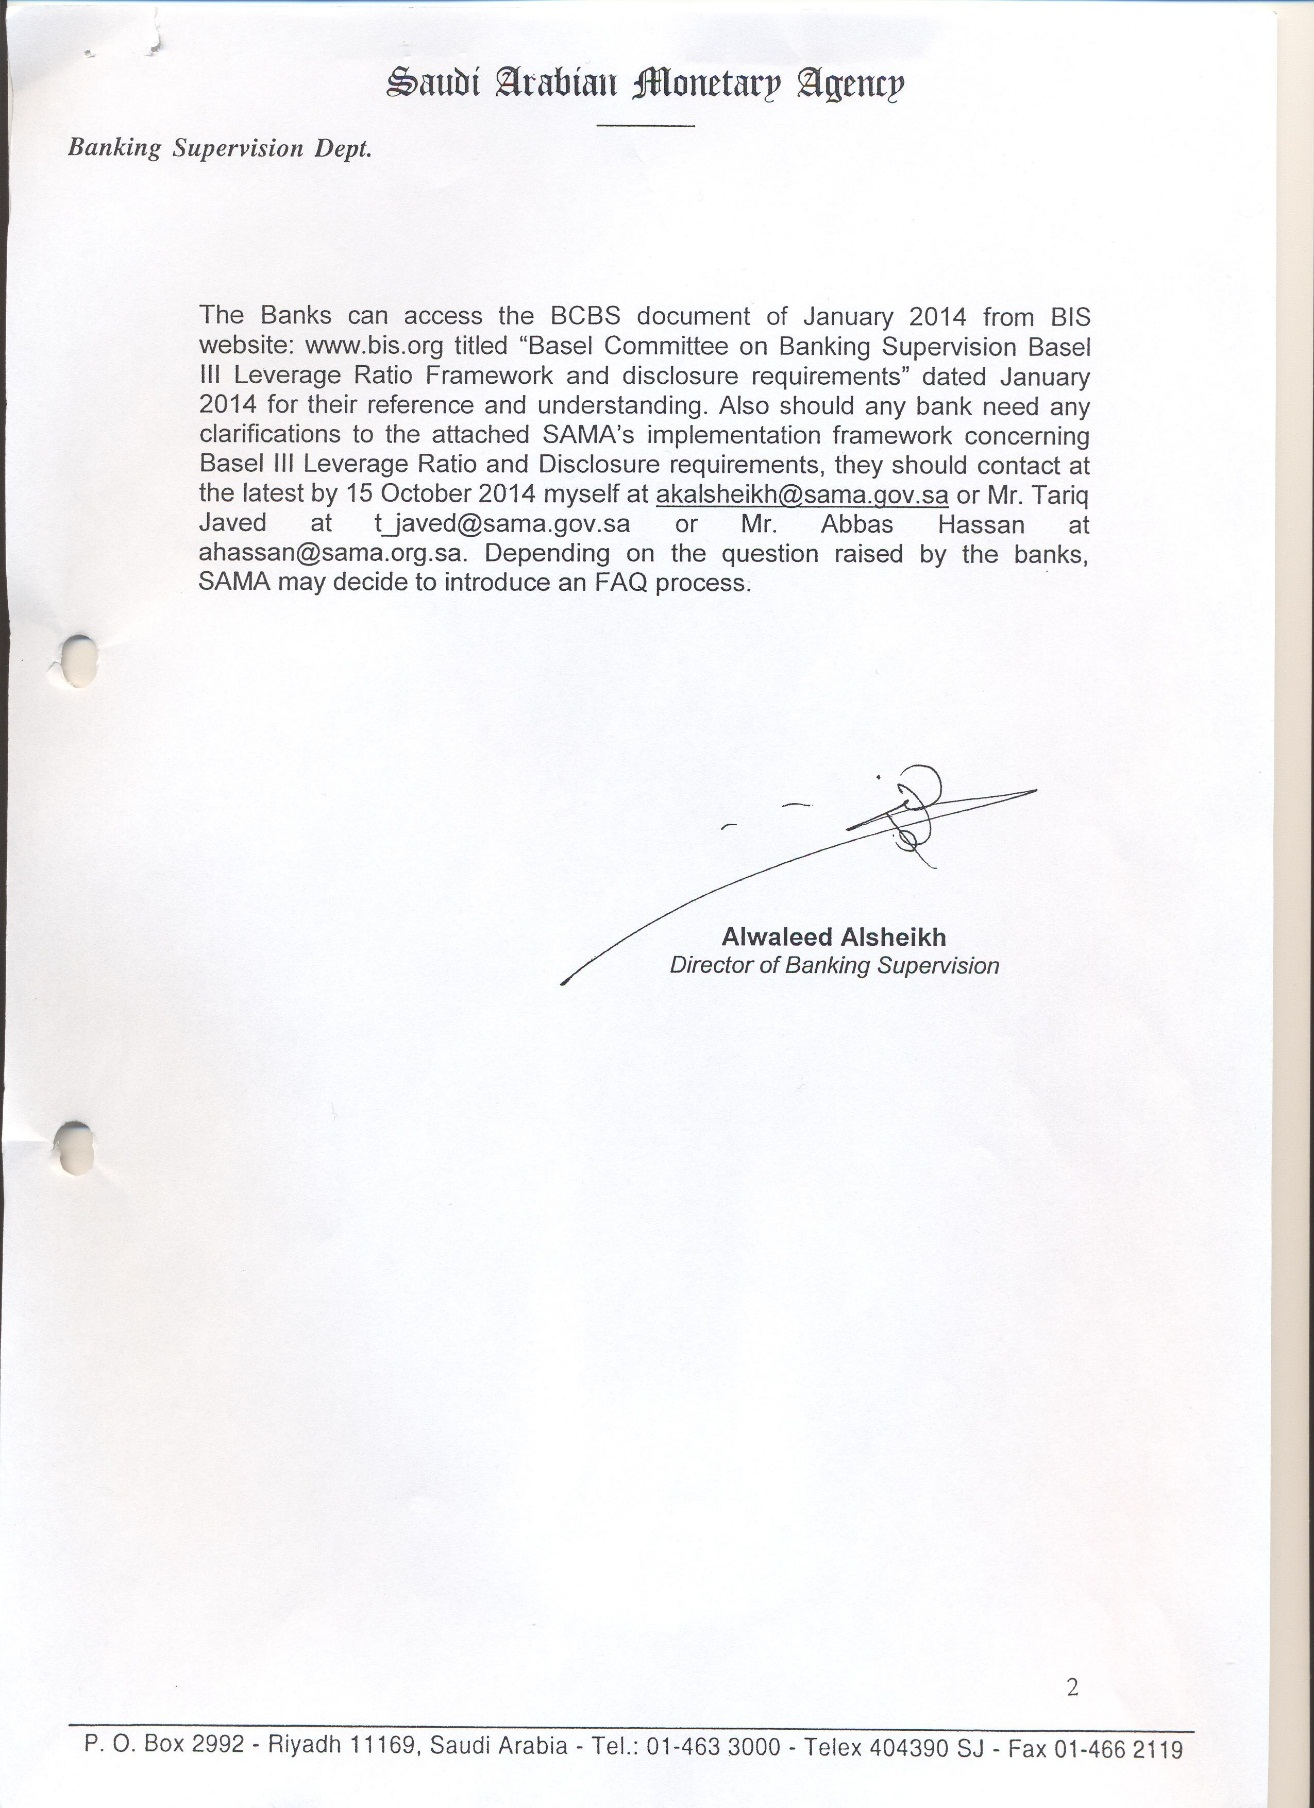 Saudi Arabian Monetary Agency
Banking Supervision Dept.
The Banks can access the BCBS document of January 2014 from BIS
website: www.bis.org titled “Basel Committee on Banking Supervision Basel
III Leverage Ratio Framework and disclosure requirements” dated January
2014 for their reference and understanding. Also should any bank need any
clarifications to the attached SAMA’s implementation framework concerning
Basel III Leverage Ratio and Disclosure requirements, they should contact at
the latest by 15 October 2014 myself at akalsheikh@sama.gov.sa or Mr. Tariq
Javed at t_javed@sama.gov.sa or Mr. Abbas Hassan at
ahassan@sama.org.sa. Depending on the question raised by the banks,
SAMA may decide to introduce an FAQ process.
Alwaleed Alsheikh
Director of Banking Supervision
2
P. O. Box 2992 - Riyadh 11169, Saudi Arabia - Tel.: 01-463 3000 - Telex 404390 SJ - Fax 01-466 2119